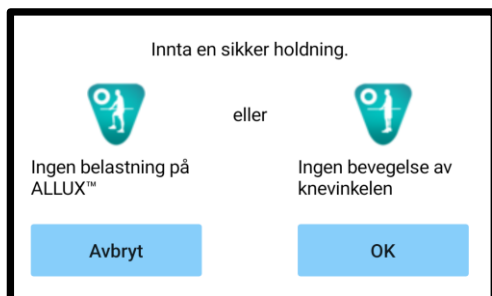 Innta en sikker holdning.
eller
Ingen belastning på
ALLUX™
Ingen bevegelse av
knevinkelen
Avbryt
OK